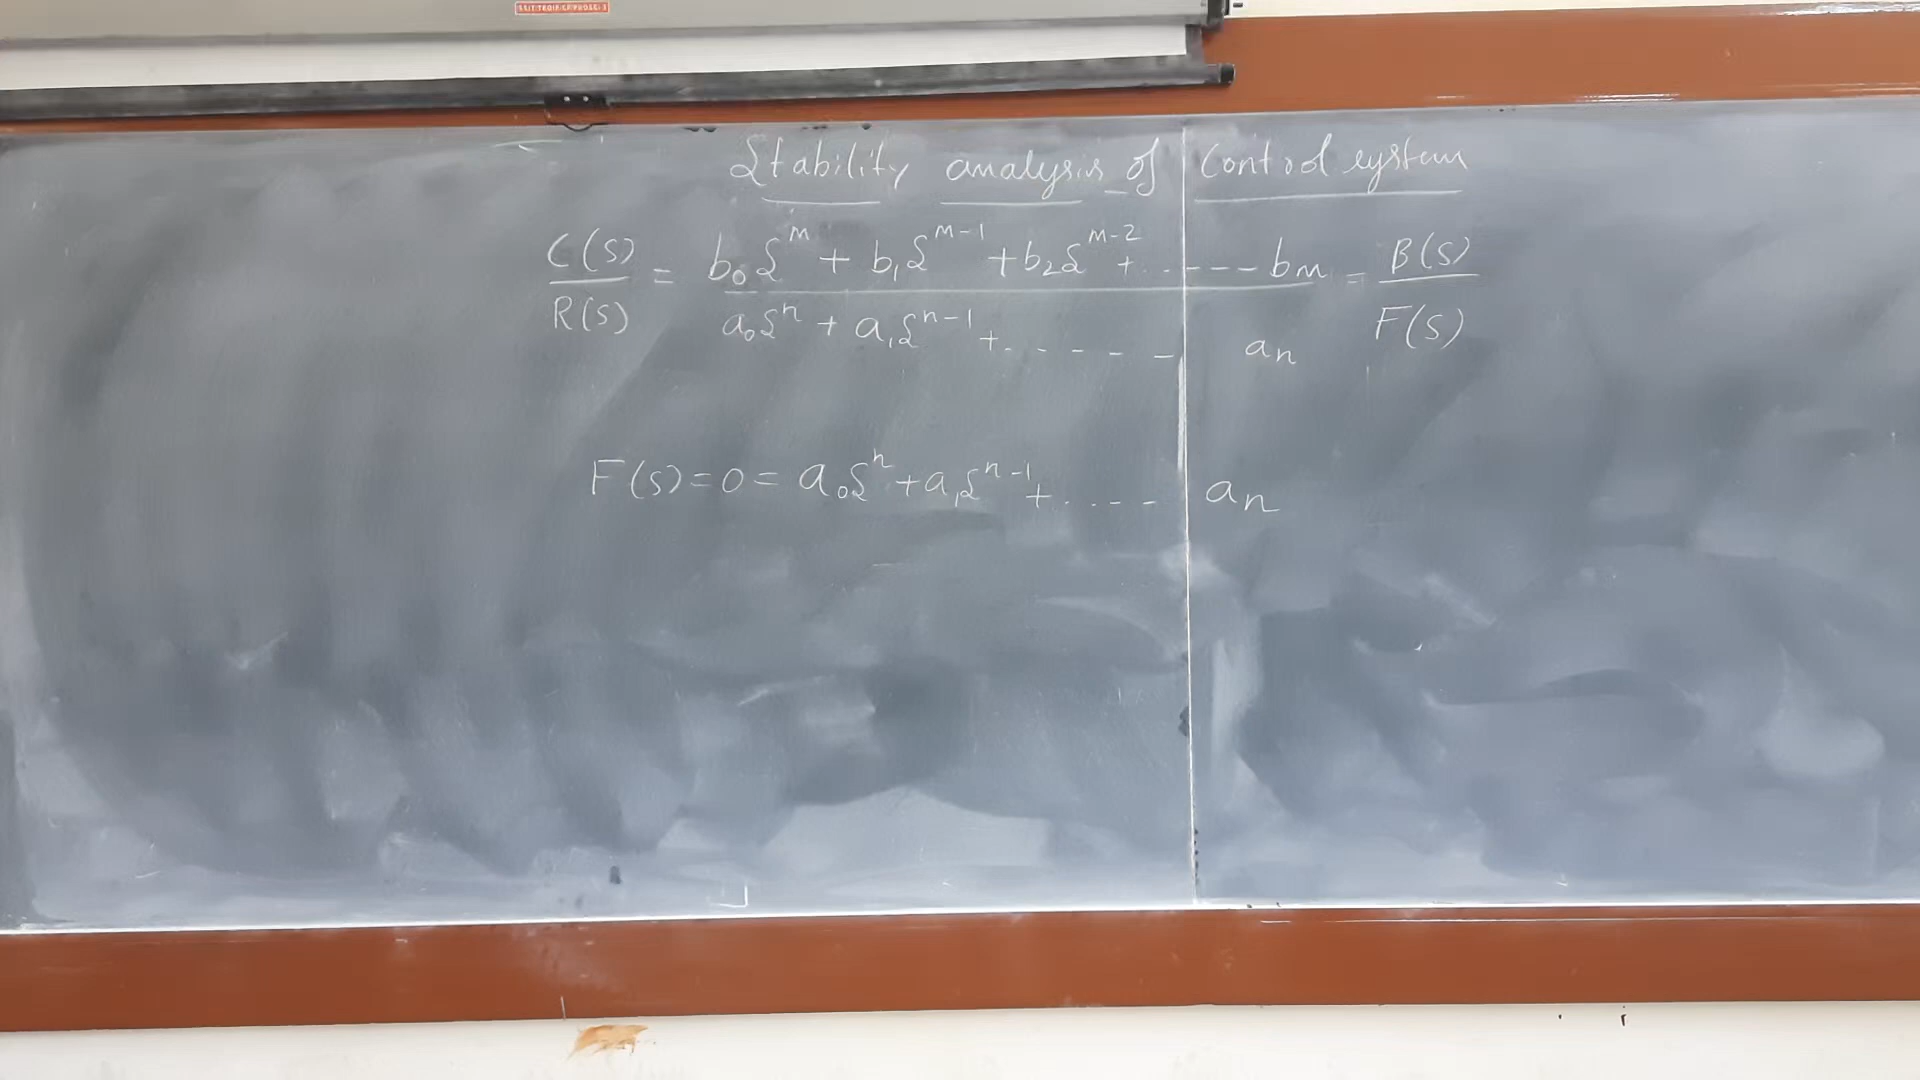 Stability analysis of Control system
C(s)/R(s) = b₀s^m + b₁s^(m-1) + b₂s^(m-2) + ..---- bm / a₀s^n + a₁s^(n-1) + ..---- an = B(s)/F(s)
F(s) = 0 = a₀s^n + a₁s^(n-1) + ..--- an